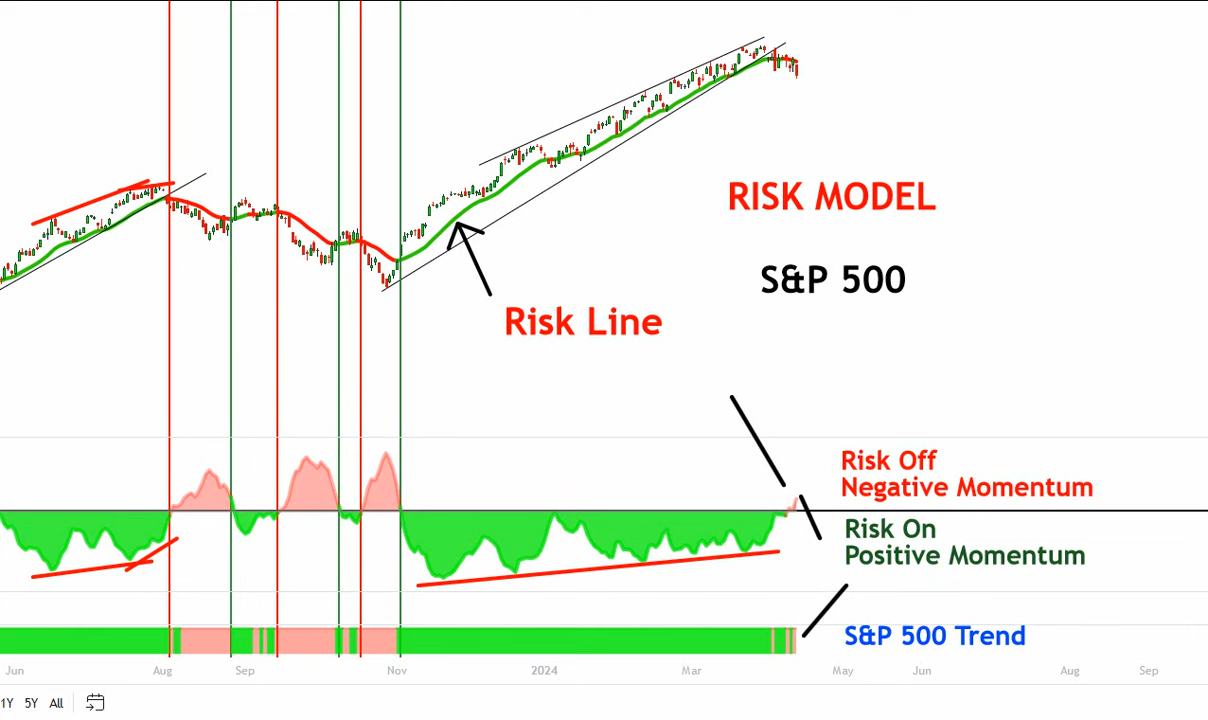 RISK MODEL
S&P 500
Risk Line
Risk Off
Negative Momentum
Risk On
Positive Momentum
S&P 500 Trend
Jun Aug Sep Nov 2024 Mar May Jun Aug Sep
1Y 5Y All